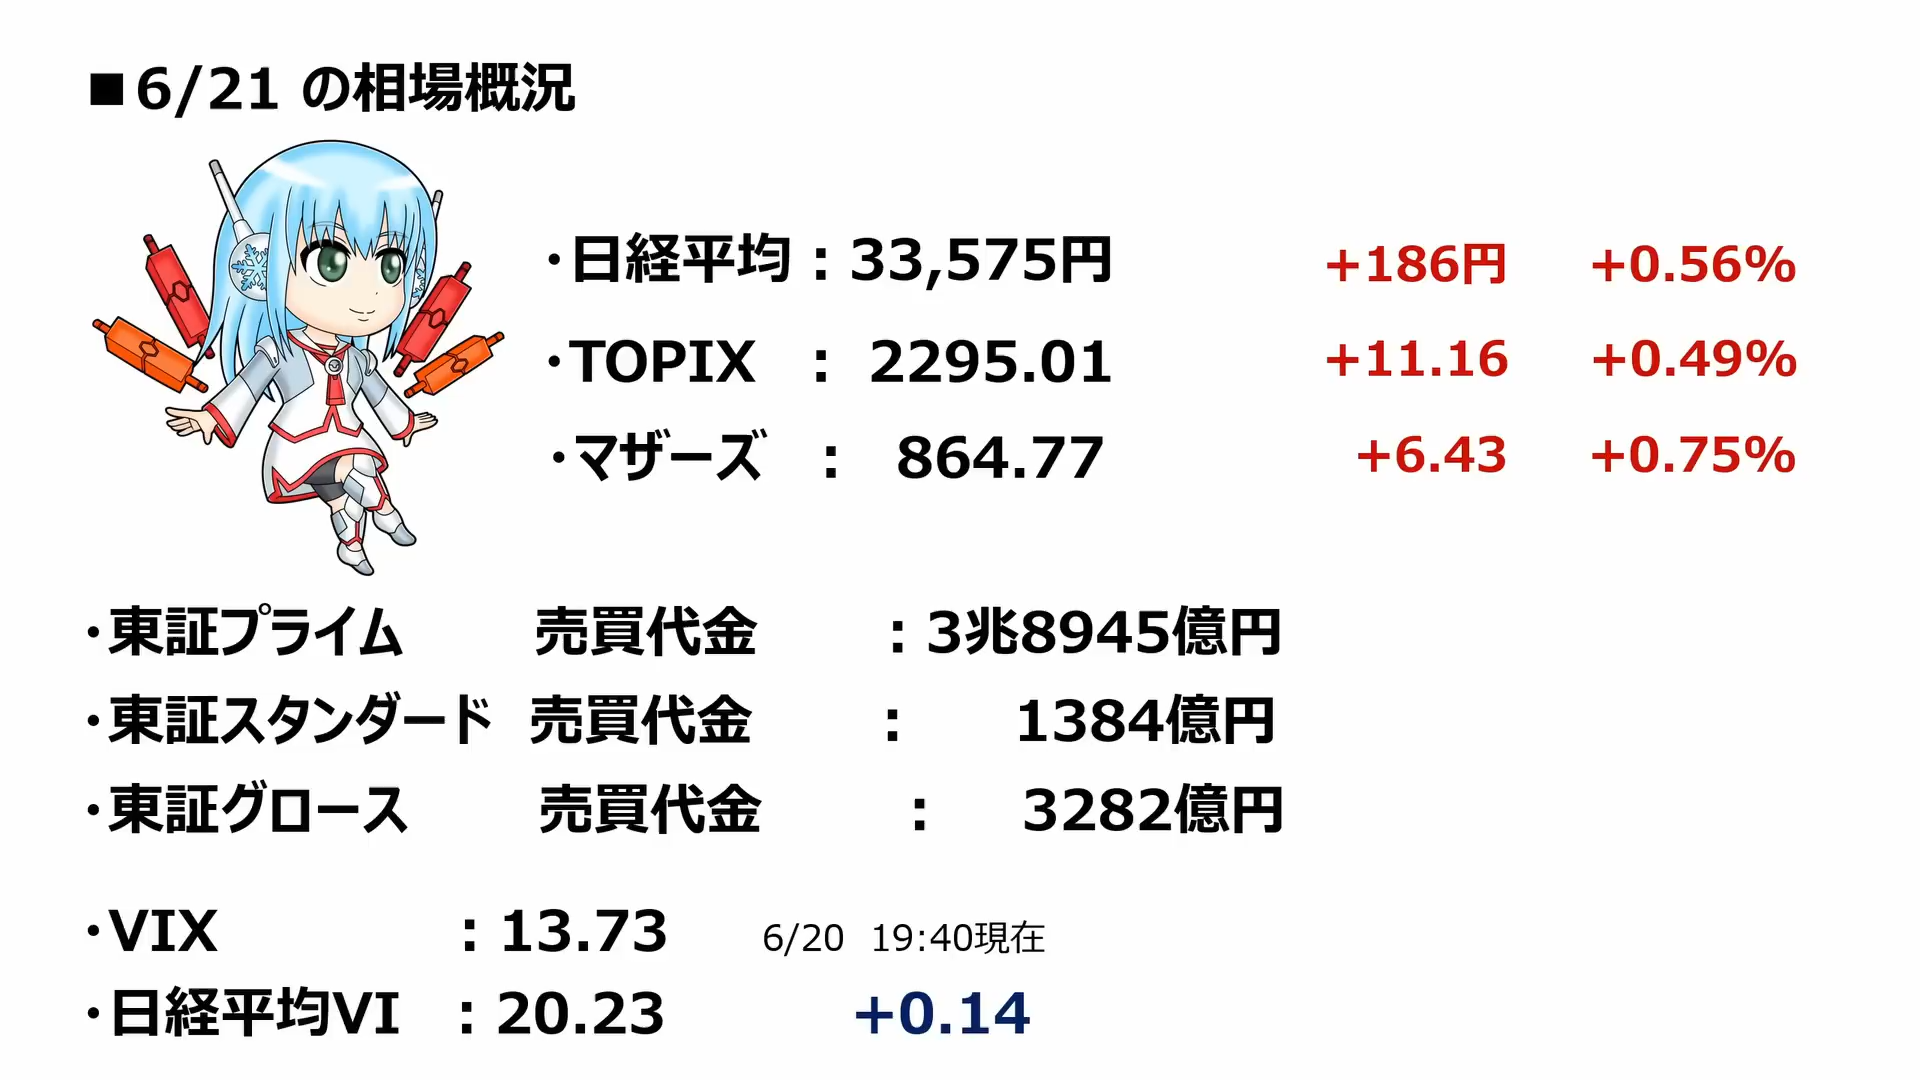 ■6/21 の相場概況
・日経平均：33,575円 +186円 +0.56%
・TOPIX ： 2295.01 +11.16 +0.49%
・マザーズ ： 864.77 +6.43 +0.75%
・東証プライム 売買代金 ：3兆8945億円
・東証スタンダード 売買代金 ： 1384億円
・東証グロース 売買代金 ： 3282億円
・VIX ：13.73 6/20 19:40現在
・日経平均VI ：20.23 +0.14